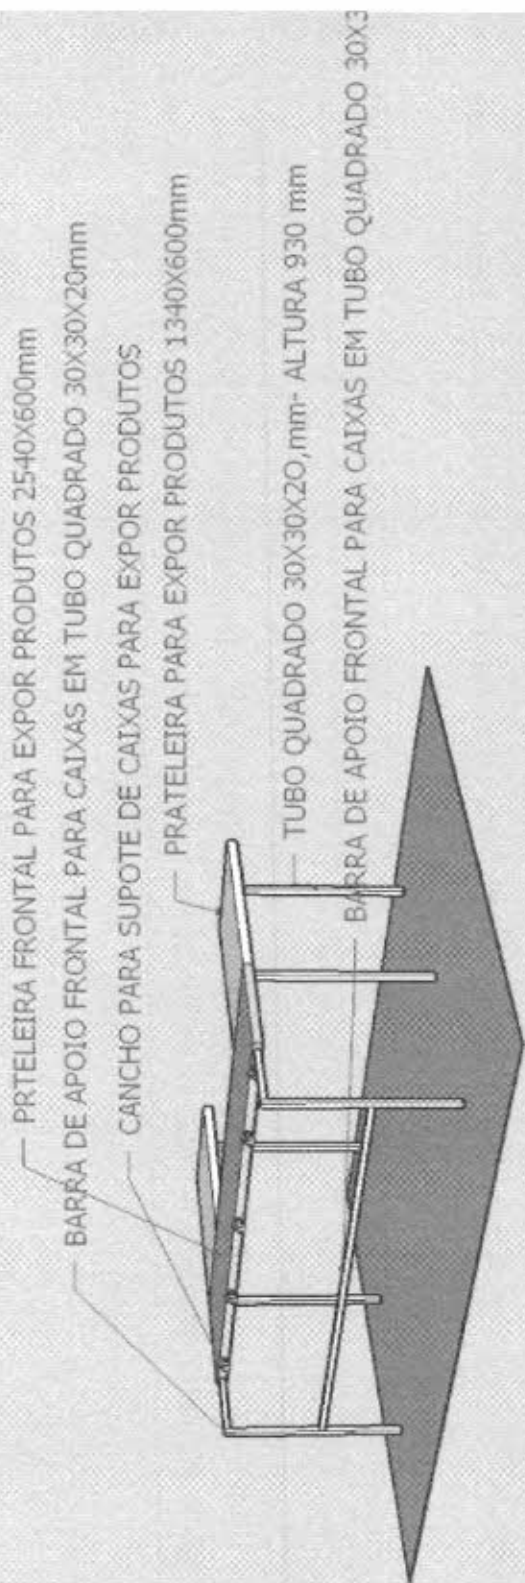 PRTELEIRA FRONTAL PARA EXPOR PRODUTOS 2540X600mm
BARRA DE APOIO FRONTAL PARA CAIXAS EM TUBO QUADRADO 30X30X20mm
CANCHO PARA SUPOTE DE CAIXAS PARA EXPOR PRODUTOS
PRATELEIRA PARA EXPOR PRODUTOS 1340X600mm
TUBO QUADRADO 30X30X2O,mm- ALTURA 930 mm
BARRA DE APOIO FRONTAL PARA CAIXAS EM TUBO QUADRADO 30X3